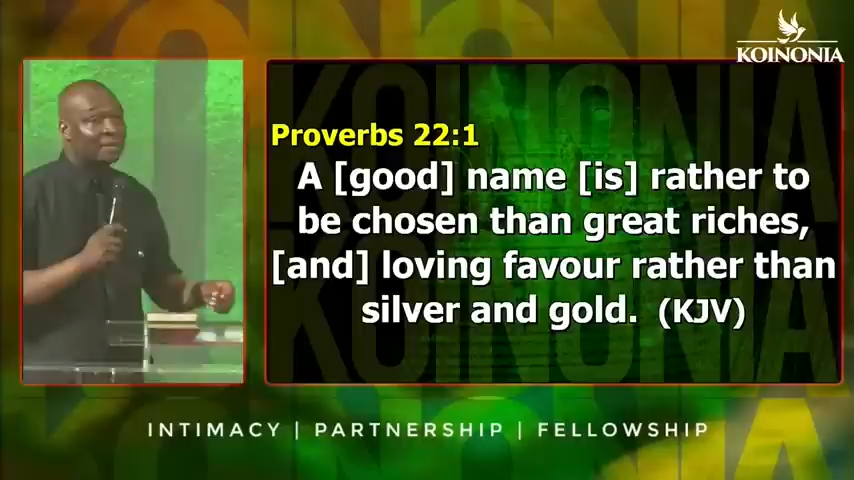 KOINONIA
Proverbs 22:1
A [good] name [is] rather to
be chosen than great riches,
[and] loving favour rather than
silver and gold. (KJV)
INTIMACY | PARTNERSHIP | FELLOWSHIP